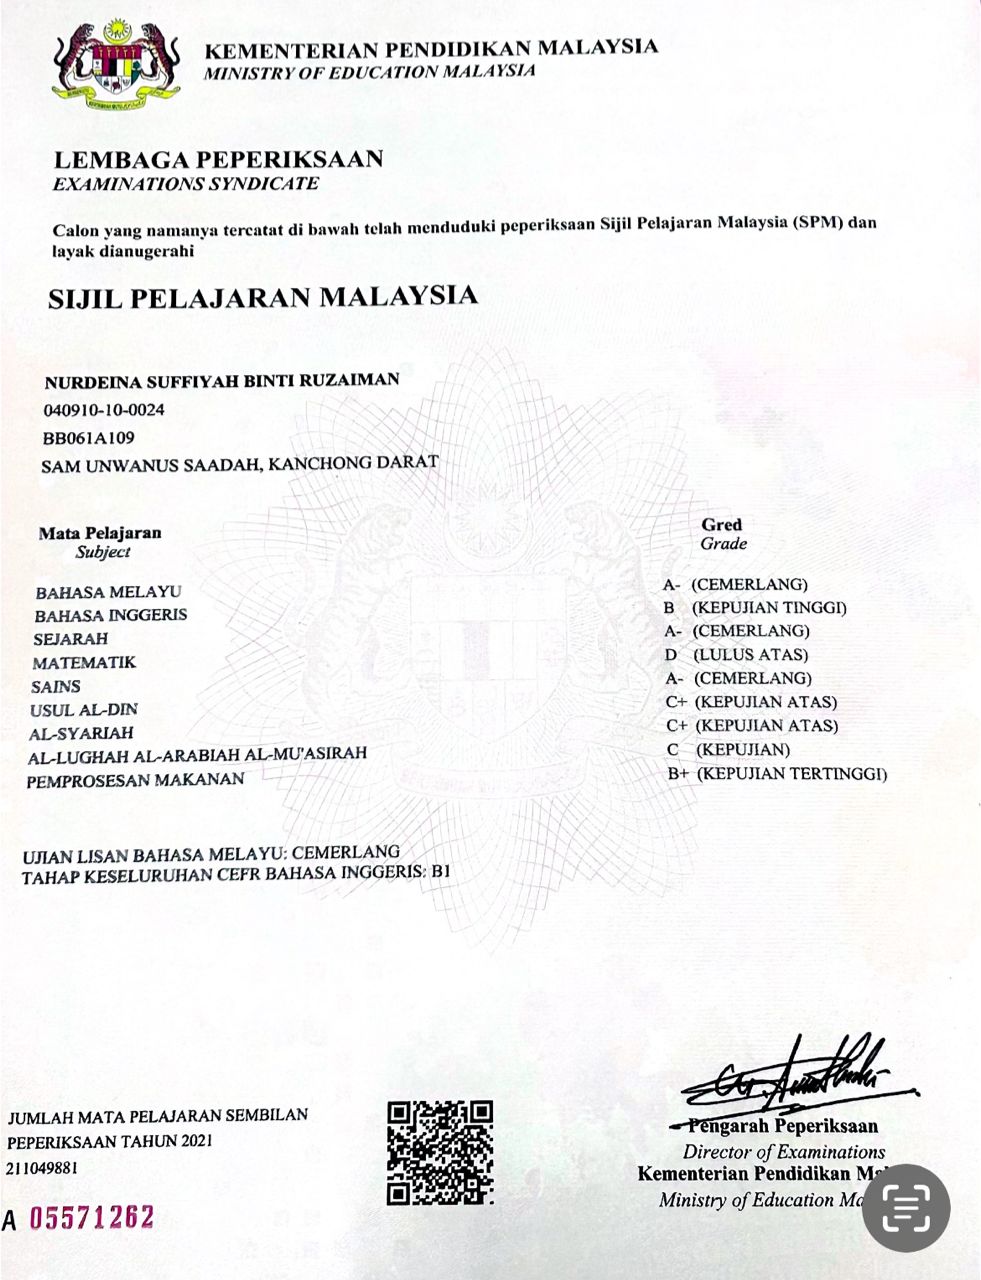 KEMENTERIAN PENDIDIKAN MALAYSIA
MINISTRY OF EDUCATION MALAYSIA
LEMBAGA PEPERIKSAAN
EXAMINATIONS SYNDICATE
Calon yang namanya tercatat di bawah telah menduduki peperiksaan Sijil Pelajaran Malaysia (SPM) dan
layak dianugerahi
SIJIL PELAJARAN MALAYSIA
NURDEINA SUFFIYAH BINTI RUZAIMAN
040910-10-0024
BB061A109
SAM UNWANUS SAADAH, KANCHONG DARAT
Mata Pelajaran Gred
Subject Grade
BAHASA MELAYU A- (CEMERLANG)
BAHASA INGGERIS B (KEPUJIAN TINGGI)
SEJARAH A- (CEMERLANG)
MATEMATIK D (LULUS ATAS)
SAINS A- (CEMERLANG)
USUL AL-DIN C+ (KEPUJIAN ATAS)
AL-SYARIAH C+ (KEPUJIAN ATAS)
AL-LUGHAH AL-ARABIAH AL-MU'ASIRAH C (KEPUJIAN)
PEMPROSESAN MAKANAN B+ (KEPUJIAN TERTINGGI)
UJIAN LISAN BAHASA MELAYU: CEMERLANG
TAHAP KESELURUHAN CEFR BAHASA INGGERIS: B1
JUMLAH MATA PELAJARAN SEMBILAN
PEPERIKSAAN TAHUN 2021
211049881
A 05571262
Pengarah Peperiksaan
Director of Examinations
Kementerian Pendidikan
Ministry of Education